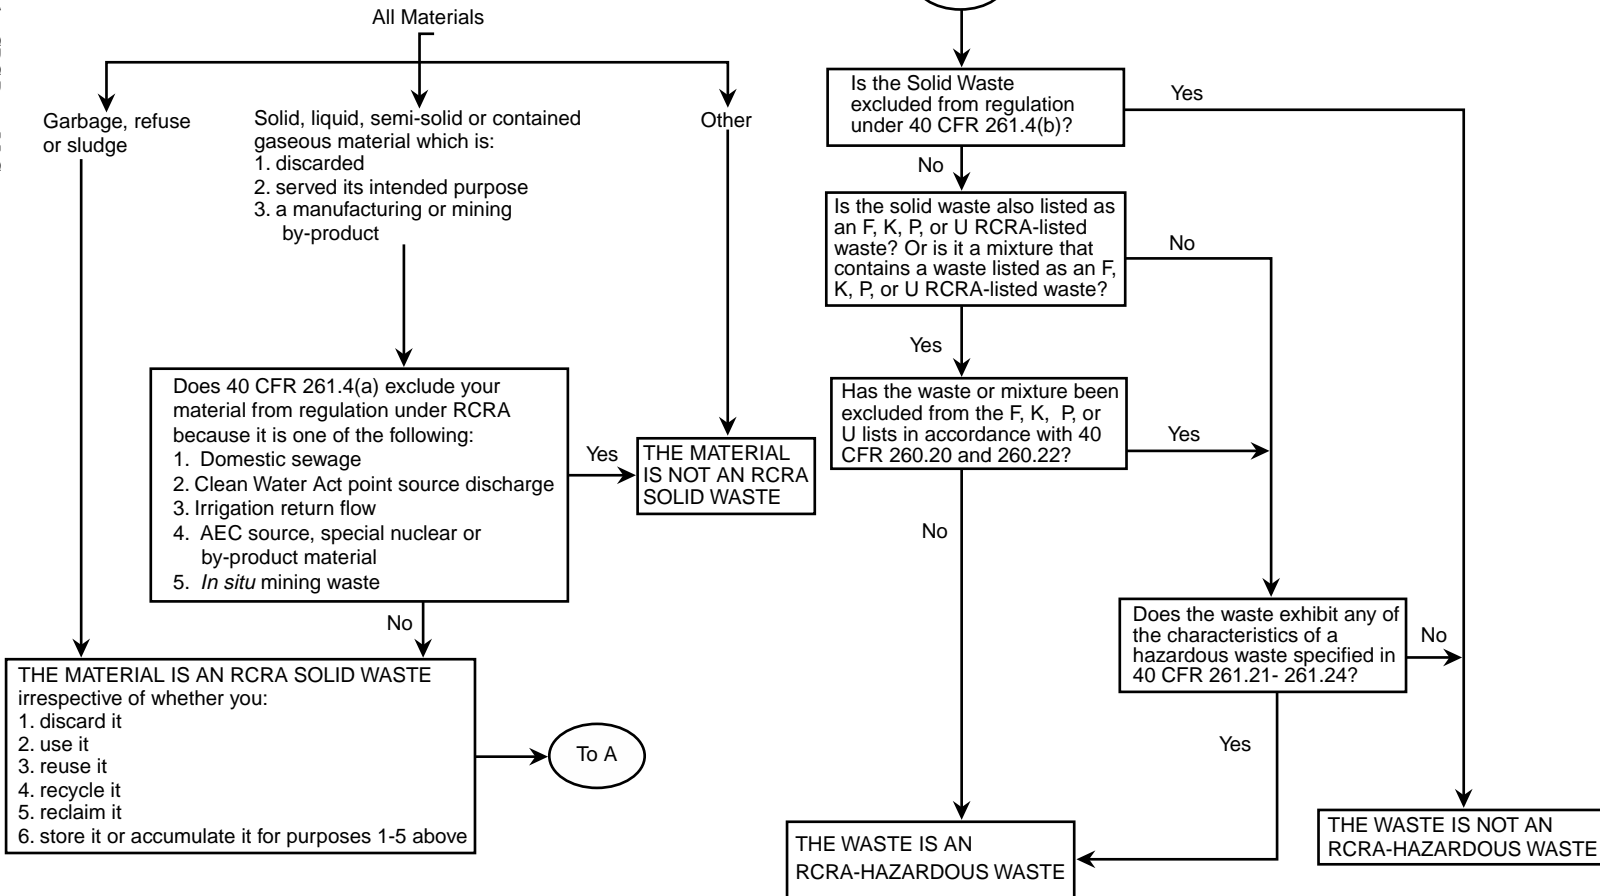 All Materials
Garbage, refuse
or sludge
Solid, liquid, semi-solid or contained
gaseous material which is:
1. discarded
2. served its intended purpose
3. a manufacturing or mining
by-product
Other
Does 40 CFR 261.4(a) exclude your
material from regulation under RCRA
because it is one of the following:
1. Domestic sewage
2. Clean Water Act point source discharge
3. Irrigation return flow
4. AEC source, special nuclear or
by-product material
5. In situ mining waste
Yes
THE MATERIAL
IS NOT AN RCRA
SOLID WASTE
No
THE MATERIAL IS AN RCRA SOLID WASTE
irrespective of whether you:
1. discard it
2. use it
3. reuse it
4. recycle it
5. reclaim it
6. store it or accumulate it for purposes 1-5 above
To A
Is the Solid Waste
excluded from regulation
under 40 CFR 261.4(b)?
Yes
No
Is the solid waste also listed as
an F, K, P, or U RCRA-listed
waste? Or is it a mixture that
contains a waste listed as an F,
K, P, or U RCRA-listed waste?
No
Yes
Has the waste or mixture been
excluded from the F, K, P, or
U lists in accordance with 40
CFR 260.20 and 260.22?
Yes
No
Does the waste exhibit any of
the characteristics of a
hazardous waste specified in
40 CFR 261.21- 261.24?
No
Yes
THE WASTE IS AN
RCRA-HAZARDOUS WASTE
THE WASTE IS NOT AN
RCRA-HAZARDOUS WASTE